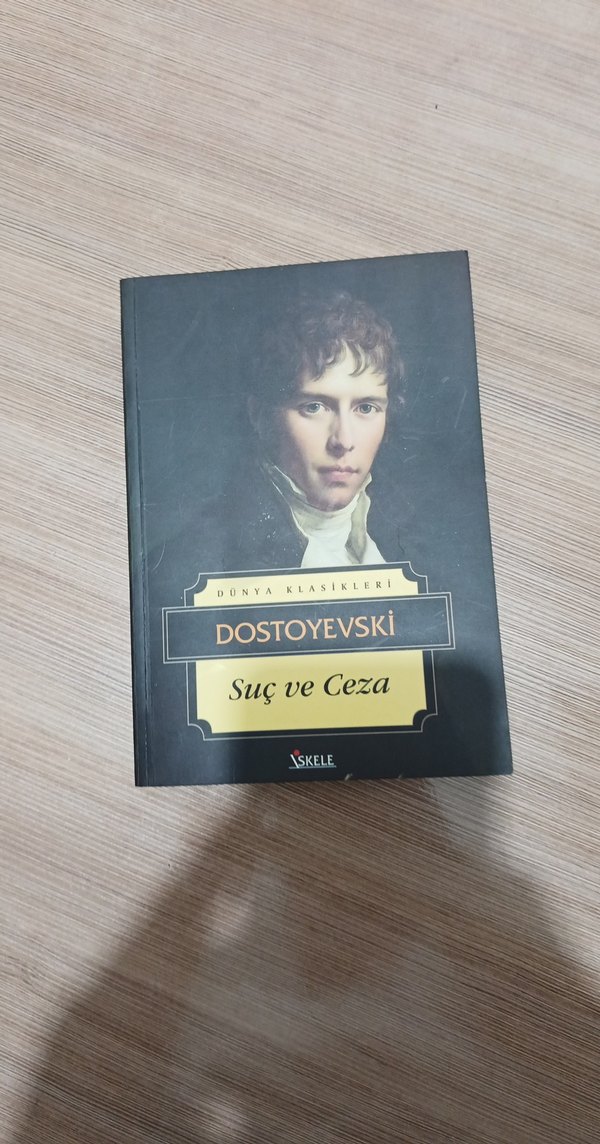 DÜNYA KLASİKLERİ
DOSTOYEVSKİ
Suç ve Ceza
İSKELE